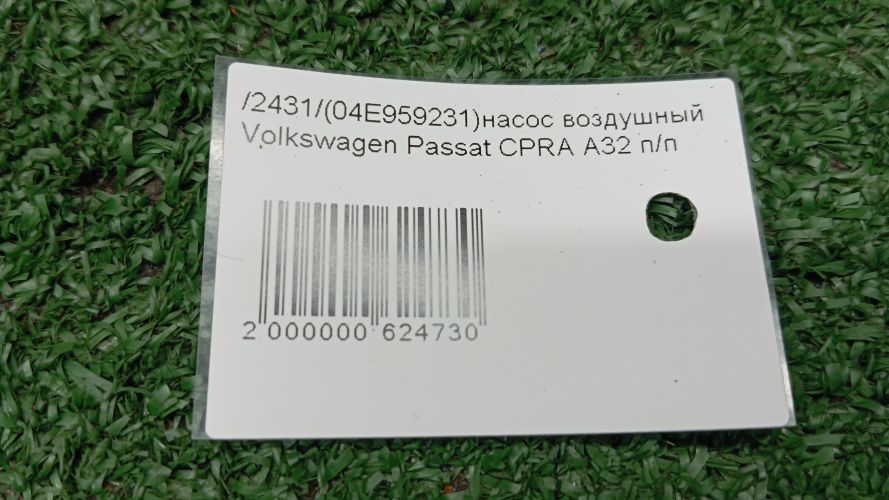 /2431/(04E959231)насос воздушный
Volkswagen Passat CPRA A32 п/п
2 000000 624730